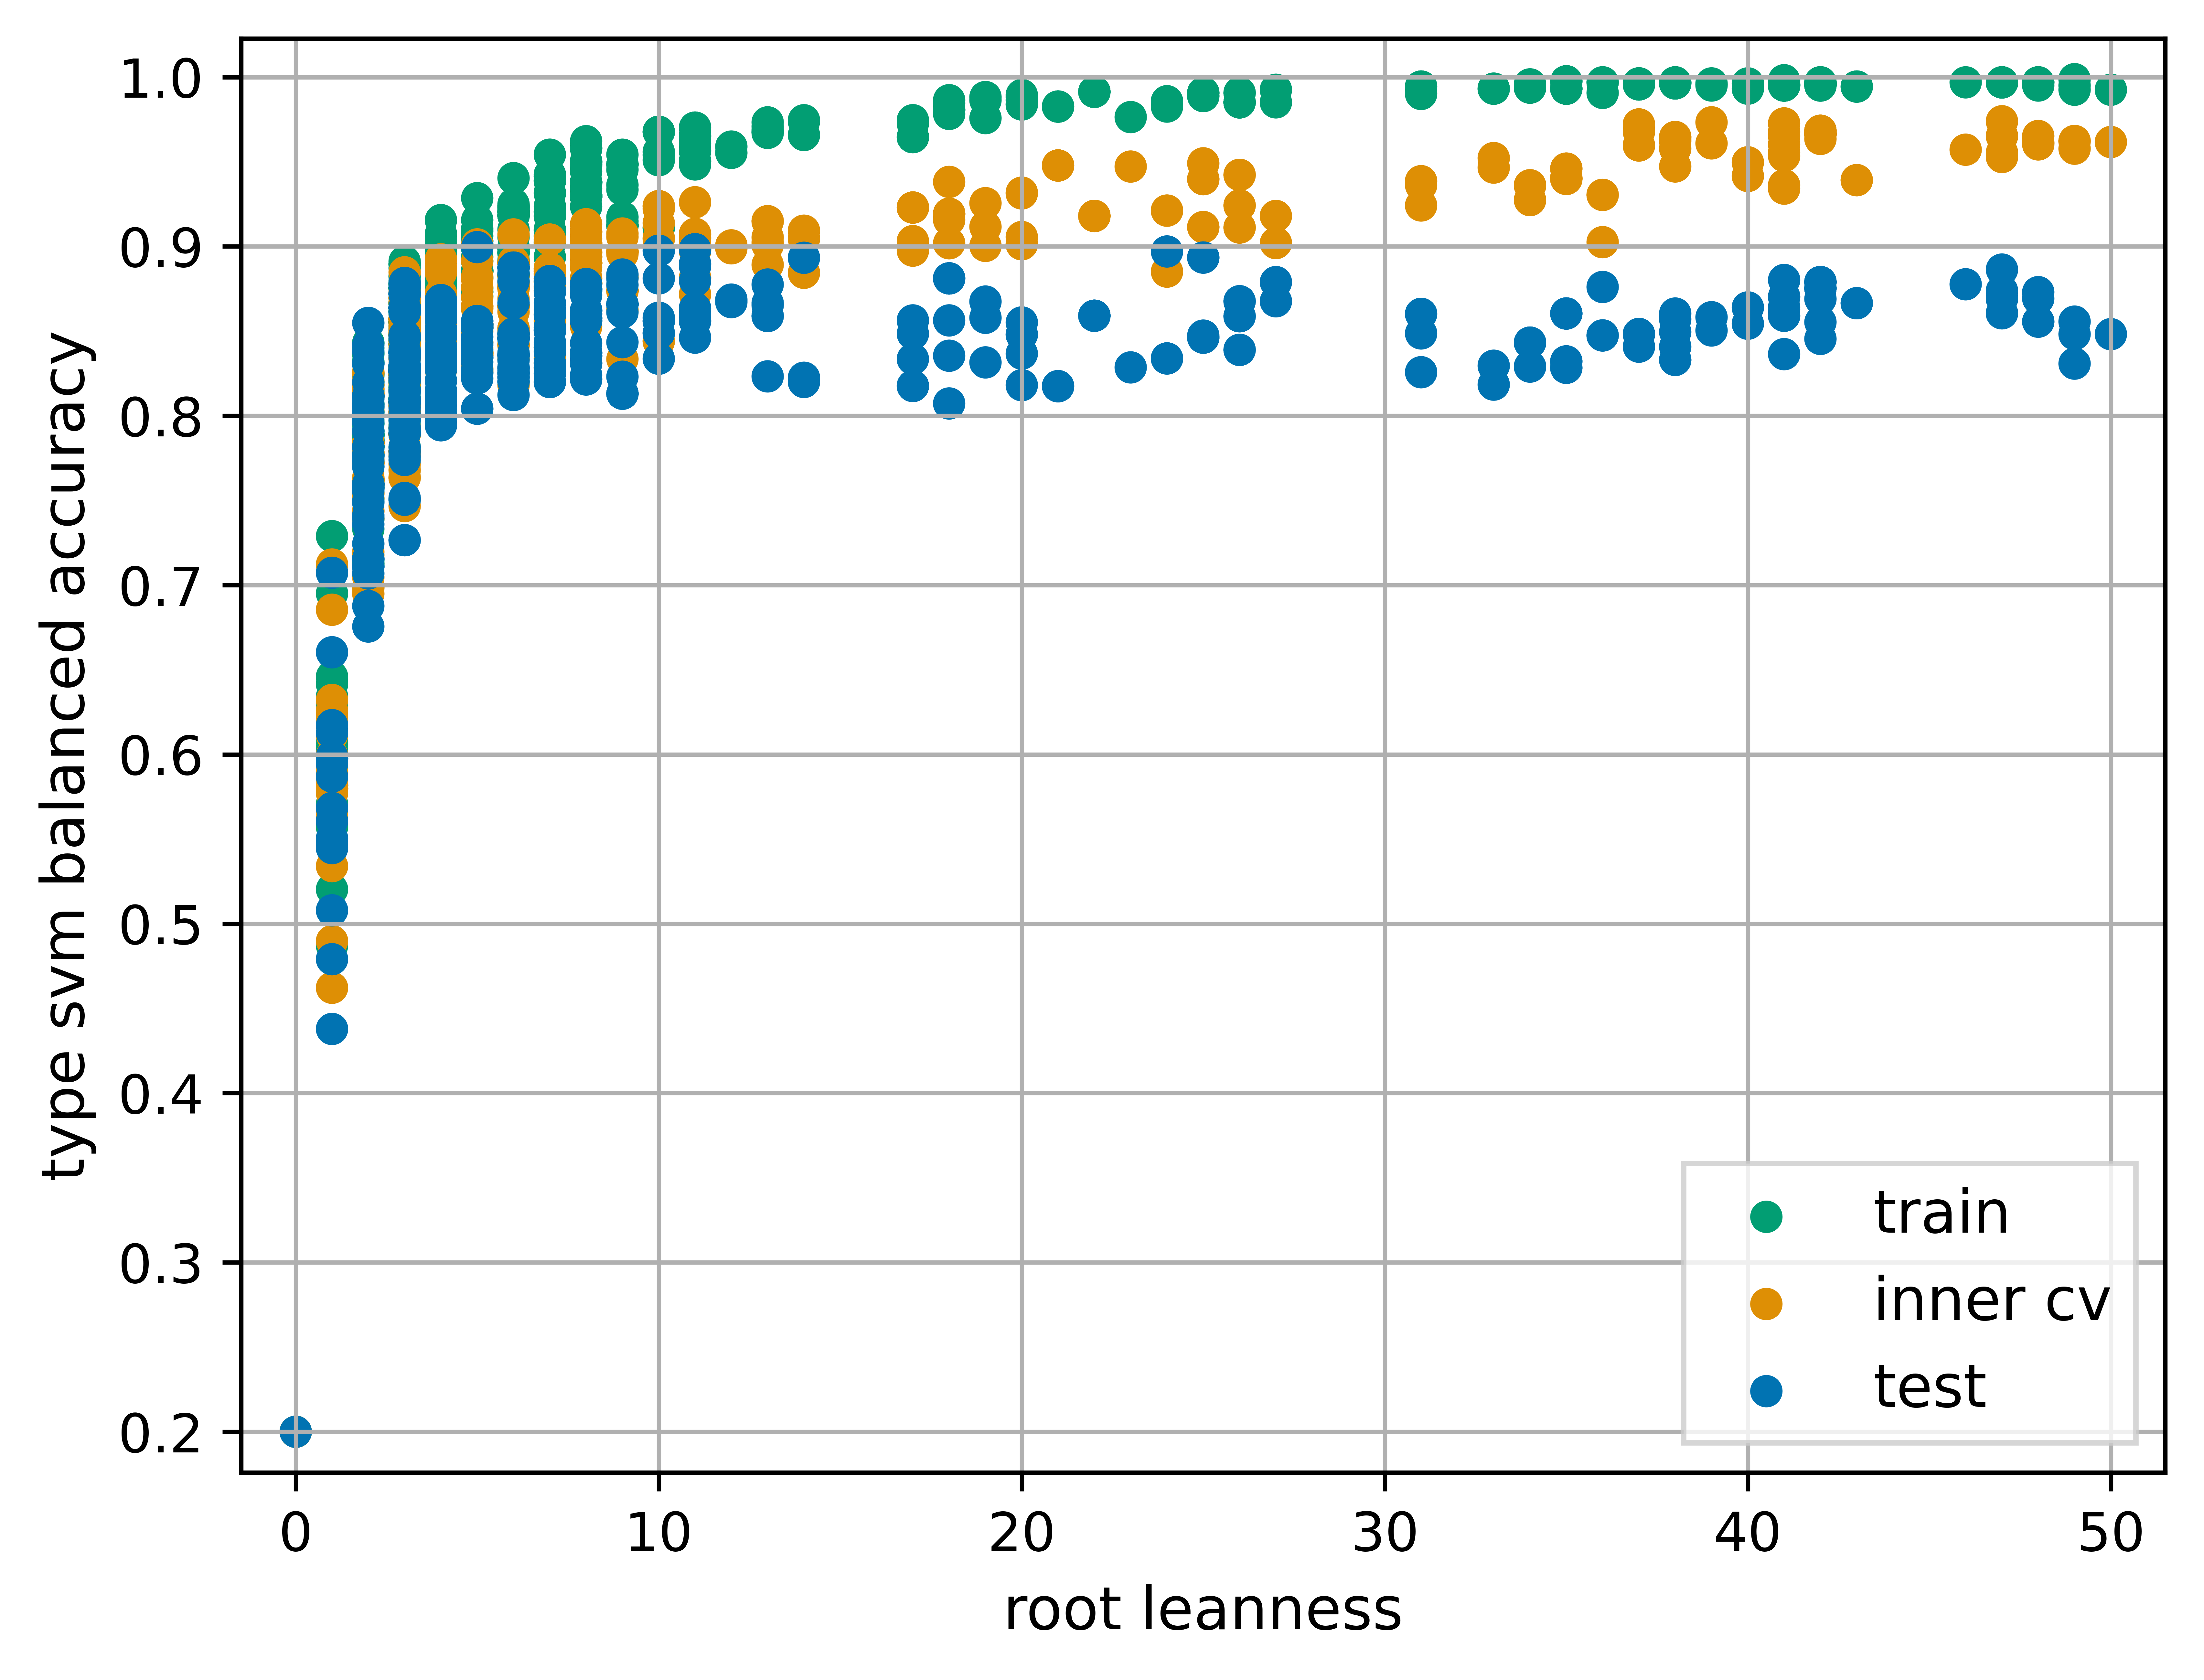 1.0
0.9
0.8
0.7
0.6
0.5
0.4
0.3
0.2
type svm balanced accuracy
train
inner cv
test
0 10 20 30 40 50
root leanness